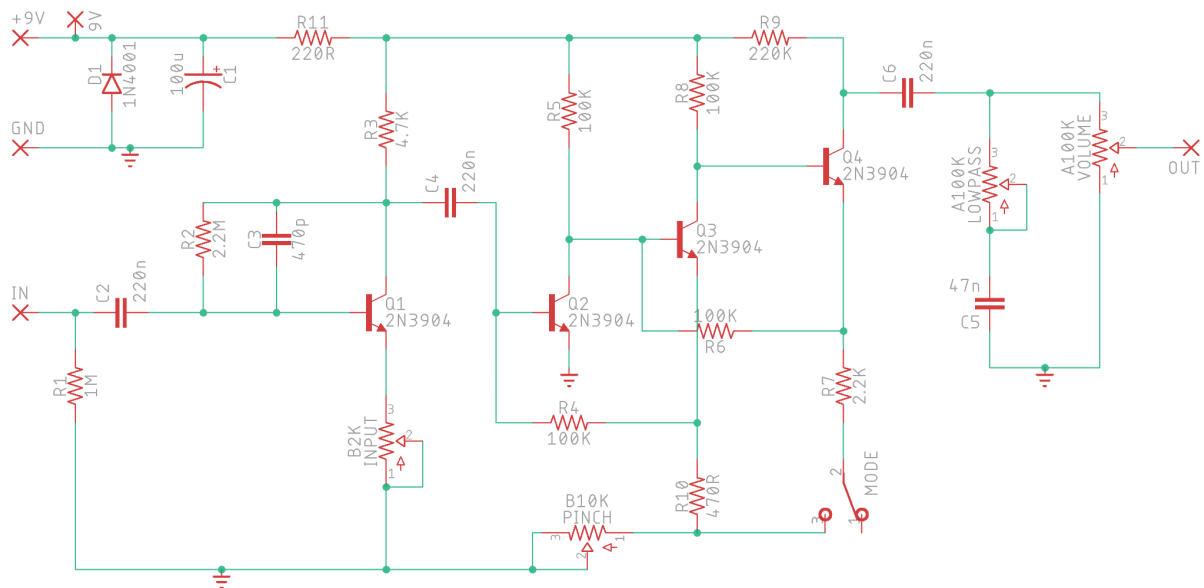 +9V
9V
R11
220R
R9
220K
D1
1N4001
100u
+
C1
GND
R3
4.7K
R5
100K
R8
100K
C6
220n
Q4
2N3904
A100K
LOWPASS
3
2
1
A100K
VOLUME
3
2
1
OUT
C4
220n
R2
2.2M
C3
470p
Q3
2N3904
IN
C2
220n
Q1
2N3904
Q2
2N3904
100K
R6
47n
C5
R1
1M
R7
2.2K
B2K
INPUT
3
2
1
R4
100K
R10
470R
2
MODE
3
1
B10K
PINCH
3
2
1